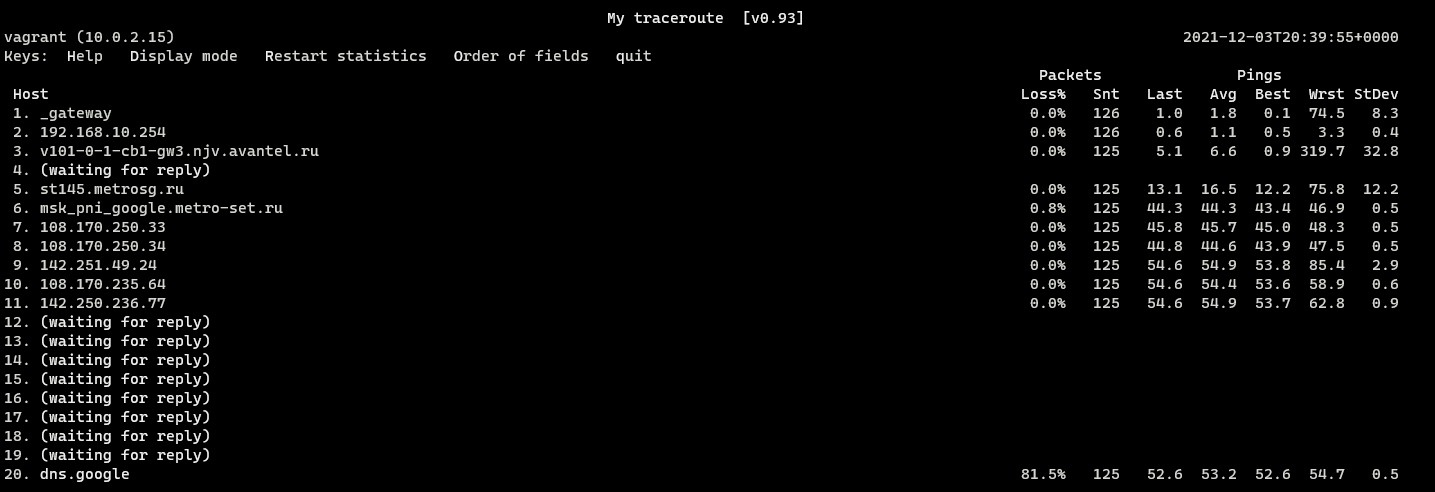 My traceroute  [v0.93]
vagrant (10.0.2.15) 2021-12-03T20:39:55+0000
Keys:  Help   Display mode   Restart statistics   Order of fields   quit
Packets Pings
Host Loss% Snt Last Avg Best Wrst StDev
1. _gateway 0.0% 126 1.0 1.8 0.1 74.5 8.3
2. 192.168.10.254 0.0% 126 0.6 1.1 0.5 3.3 0.4
3. v101-0-1-cb1-gw3.njv.avantel.ru 0.0% 125 5.1 6.6 0.9 319.7 32.8
4. (waiting for reply)
5. st145.metrosg.ru 0.0% 125 13.1 16.5 12.2 75.8 12.2
6. msk_pni_google.metro-set.ru 0.8% 125 44.3 44.3 43.4 46.9 0.5
7. 108.170.250.33 0.0% 125 45.8 45.7 45.0 48.3 0.5
8. 108.170.250.34 0.0% 125 44.8 44.6 43.9 47.5 0.5
9. 142.251.49.24 0.0% 125 54.6 54.9 53.8 85.4 2.9
10. 108.170.235.64 0.0% 125 54.6 54.4 53.6 58.9 0.6
11. 142.250.236.77 0.0% 125 54.6 54.9 53.7 62.8 0.9
12. (waiting for reply)
13. (waiting for reply)
14. (waiting for reply)
15. (waiting for reply)
16. (waiting for reply)
17. (waiting for reply)
18. (waiting for reply)
19. (waiting for reply)
20. dns.google 81.5% 125 52.6 53.2 52.6 54.7 0.5